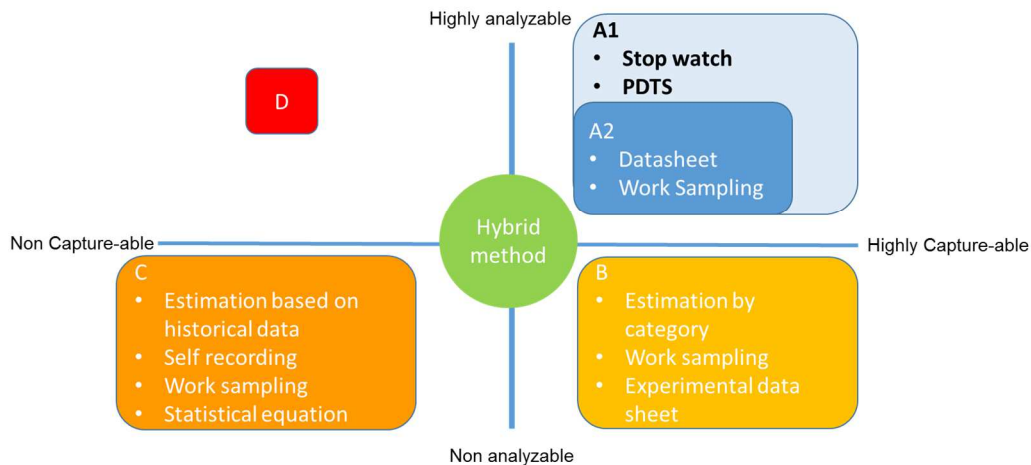 Highly analyzable
A1
• Stop watch
• PDTS
D
A2
• Datasheet
• Work Sampling
Hybrid
method
Non Capture-able
Highly Capture-able
C
• Estimation based on
historical data
• Self recording
• Work sampling
• Statistical equation
B
• Estimation by
category
• Work sampling
• Experimental data
sheet
Non analyzable